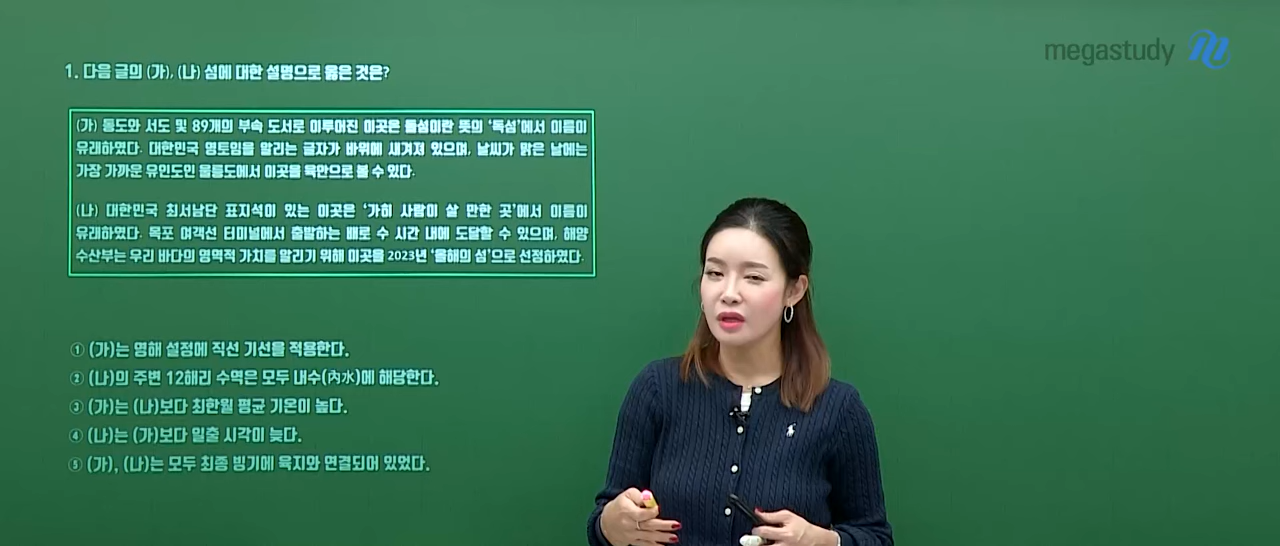 megastudy
1. 다음 글의 (가), (나) 섬에 대한 설명으로 옳은 것은?
(가) 동도와 서도 및 89개의 부속 도서로 이루어진 이곳은 돌섬이란 뜻의 '독섬'에서 이름이
유래하였다. 대한민국 영토임을 알리는 글자가 바위에 새겨져 있으며, 날씨가 맑은 날에는
가장 가까운 유인도인 울릉도에서 이곳을 육안으로 볼 수 있다.
(나) 대한민국 최서남단 표지석이 있는 이곳은 '가히 사람이 살 만한 곳'에서 이름이
유래하였다. 목포 여객선 터미널에서 출발하는 배로 수 시간 내에 도달할 수 있으며, 해양
수산부는 우리 바다의 영역적 가치를 알리기 위해 이곳을 2023년 '올해의 섬'으로 선정하였다.
① (가)는 영해 설정에 직선 기선을 적용한다.
② (나)의 주변 12해리 수역은 모두 내수(內水)에 해당한다.
③ (가)는 (나)보다 최한월 평균 기온이 높다.
④ (나)는 (가)보다 일출 시각이 늦다.
⑤ (가), (나)는 모두 최종 빙기에 육지와 연결되어 있었다.